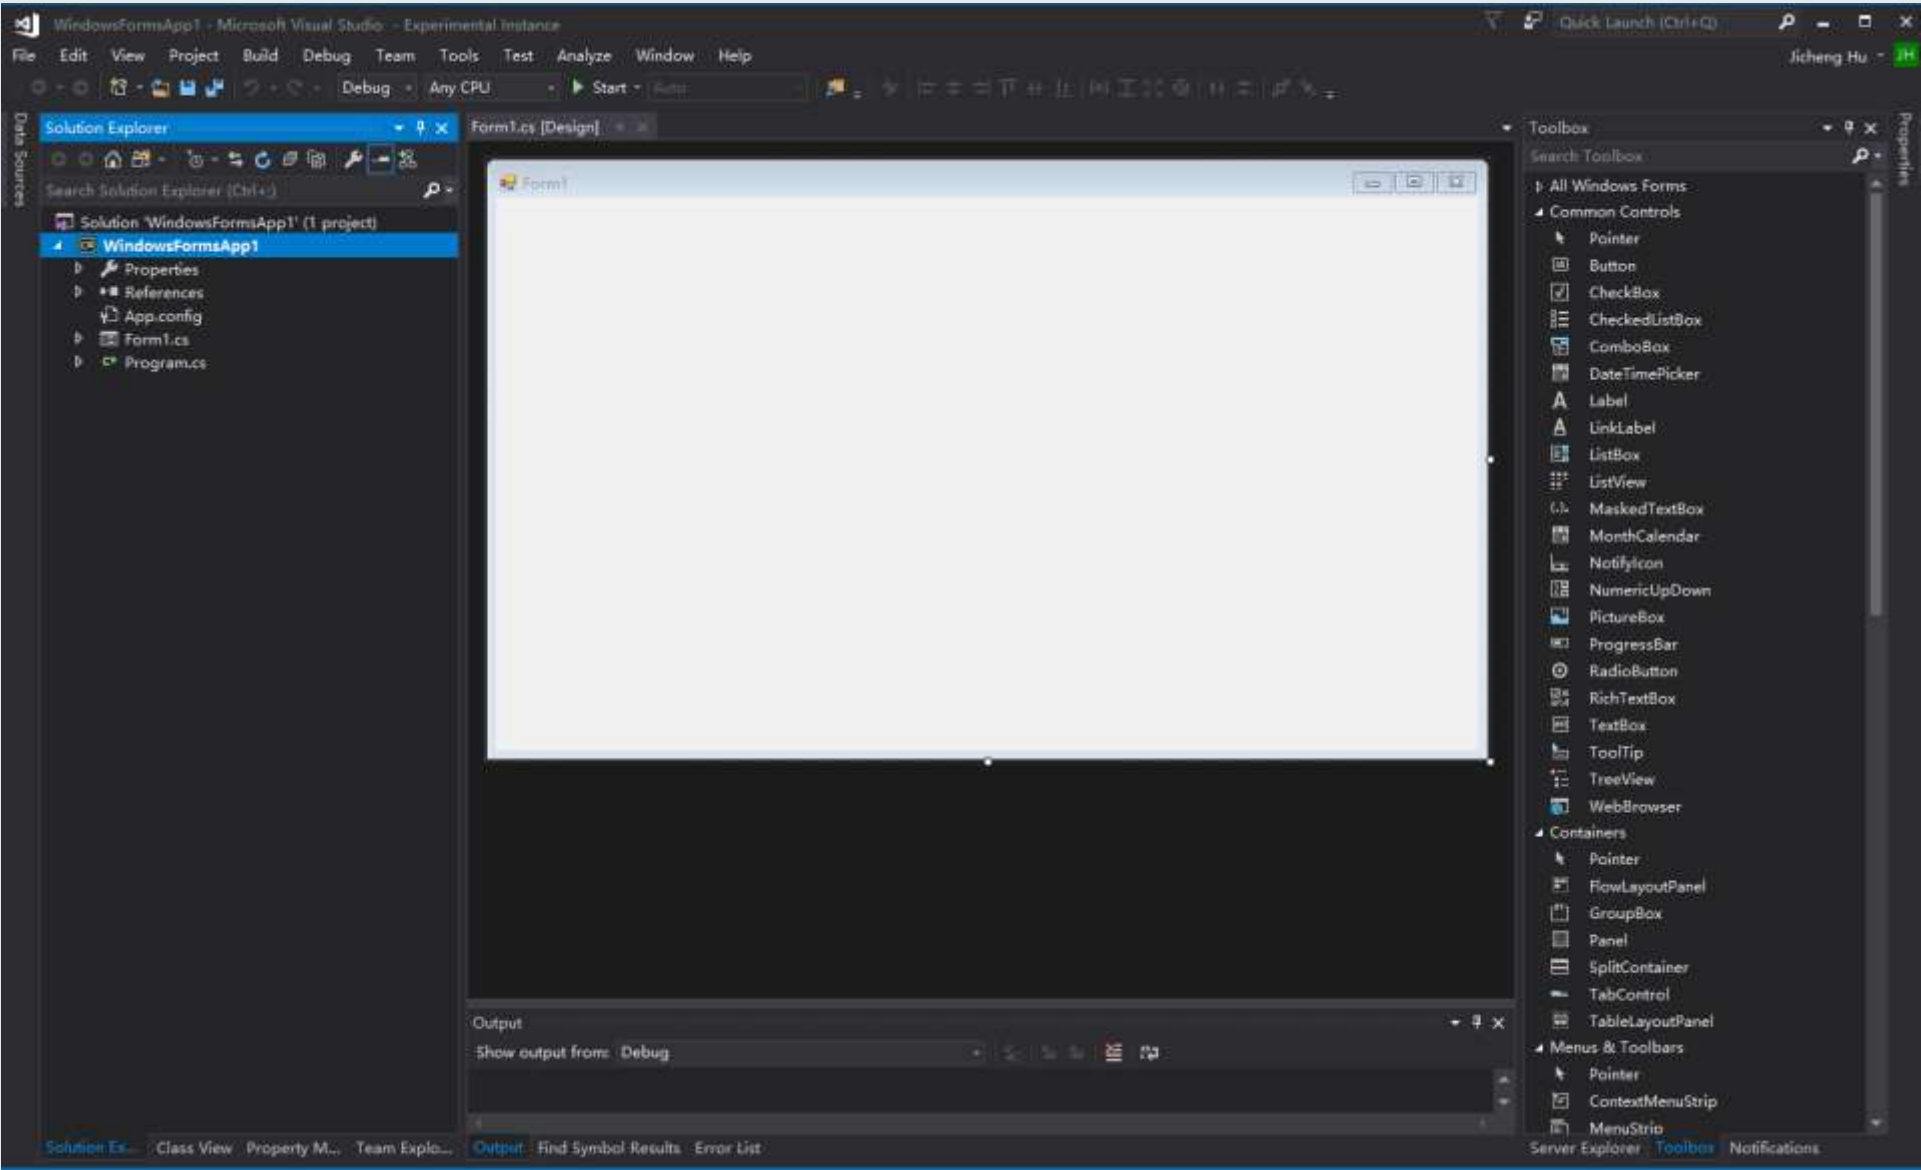 WindowsFormsApp1 - Microsoft Visual Studio - Experimental Instance
Quick Launch (Ctrl+Q)
File Edit View Project Build Debug Team Tools Test Analyze Window Help
Jicheng Hu JH
Debug Any CPU Start Auto
Data Sources
Solution Explorer
Search Solution Explorer (Ctrl+;)
Solution 'WindowsFormsApp1' (1 project)
WindowsFormsApp1
Properties
References
App.config
Form1.cs
Program.cs
Solution Ex... Class View Property M... Team Explo...
Form1.cs [Design]
Form1
Output
Show output from: Debug
Output Find Symbol Results Error List
Toolbox
Search Toolbox
All Windows Forms
Common Controls
Pointer
Button
CheckBox
CheckedListBox
ComboBox
DateTimePicker
Label
LinkLabel
ListBox
ListView
MaskedTextBox
MonthCalendar
NotifyIcon
NumericUpDown
PictureBox
ProgressBar
RadioButton
RichTextBox
TextBox
ToolTip
TreeView
WebBrowser
Containers
Pointer
FlowLayoutPanel
GroupBox
Panel
SplitContainer
TabControl
TableLayoutPanel
Menus & Toolbars
Pointer
ContextMenuStrip
MenuStrip
Server Explorer Toolbox Notifications
Properties